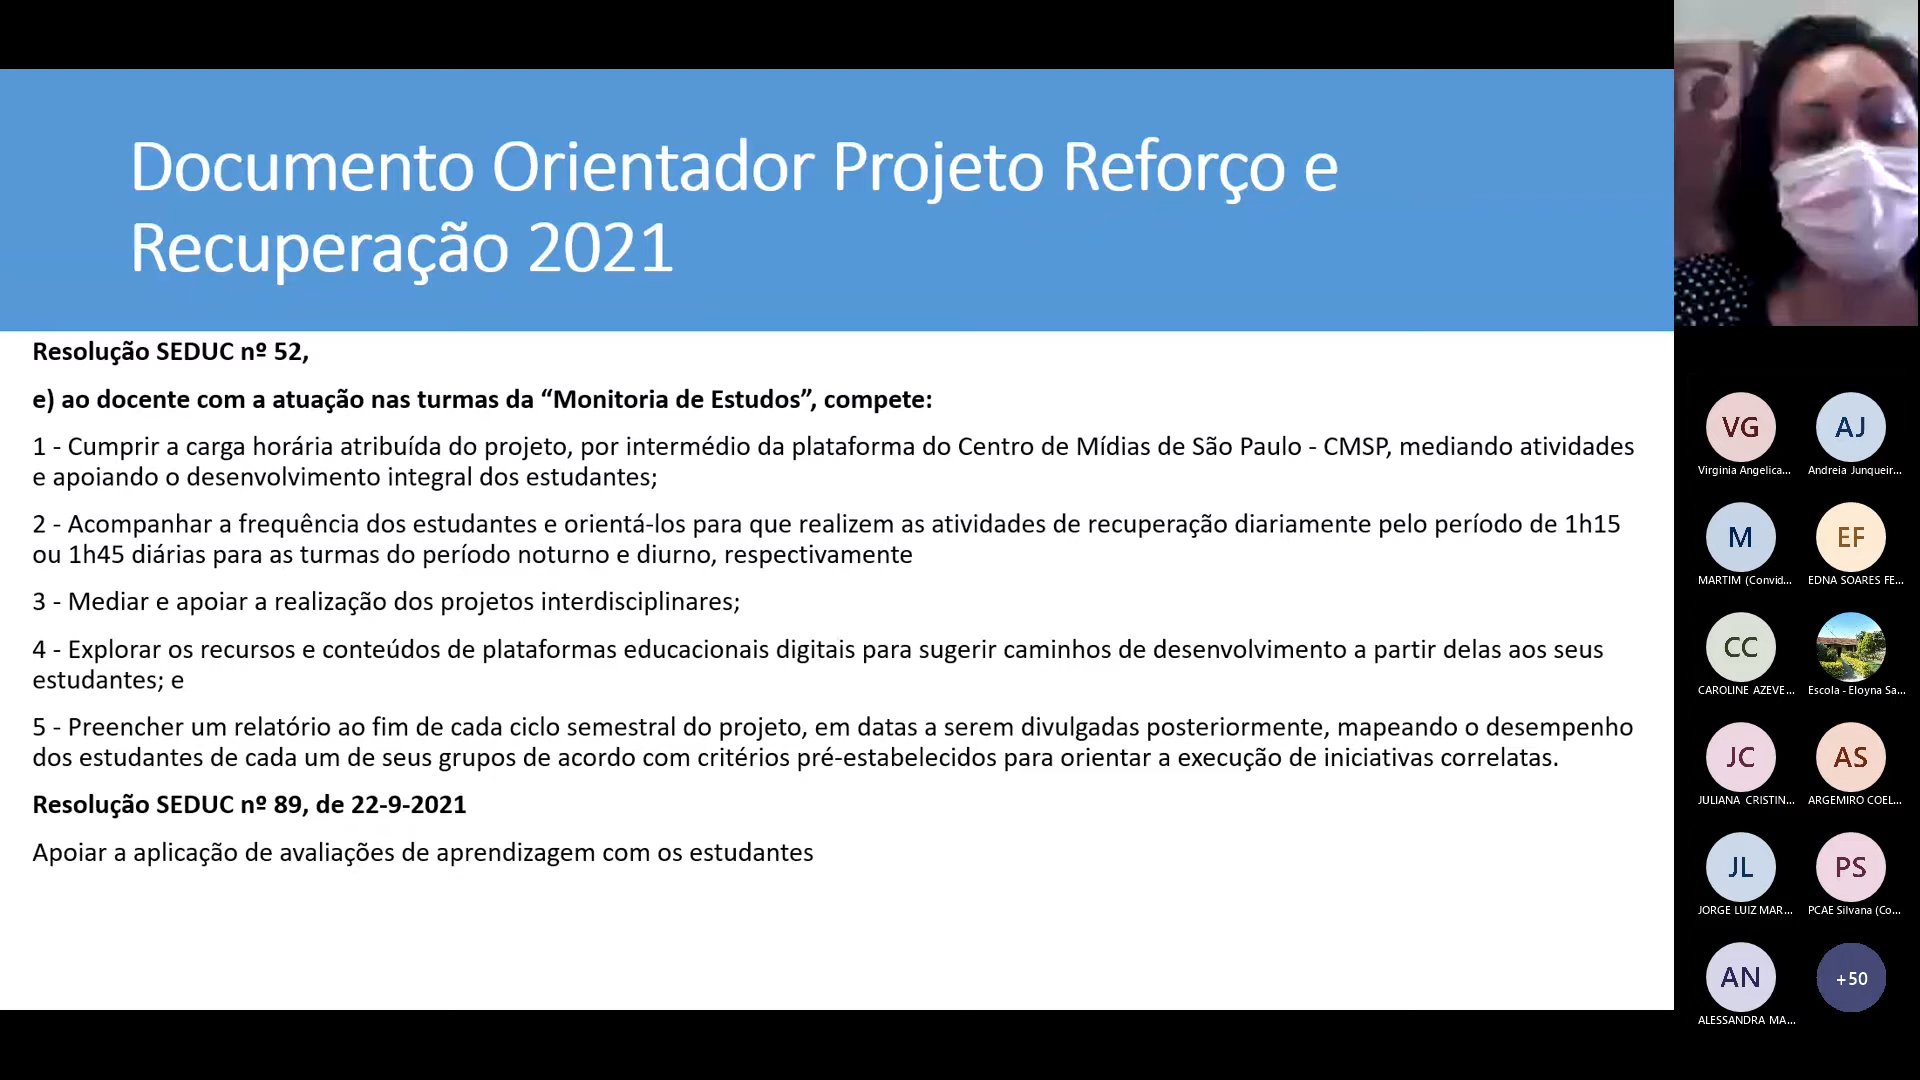 Documento Orientador Projeto Reforço e
Recuperação 2021
Resolução SEDUC nº 52,
e) ao docente com a atuação nas turmas da “Monitoria de Estudos”, compete:
1 - Cumprir a carga horária atribuída do projeto, por intermédio da plataforma do Centro de Mídias de São Paulo - CMSP, mediando atividades
e apoiando o desenvolvimento integral dos estudantes;
2 - Acompanhar a frequência dos estudantes e orientá-los para que realizem as atividades de recuperação diariamente pelo período de 1h15
ou 1h45 diárias para as turmas do período noturno e diurno, respectivamente
3 - Mediar e apoiar a realização dos projetos interdisciplinares;
4 - Explorar os recursos e conteúdos de plataformas educacionais digitais para sugerir caminhos de desenvolvimento a partir delas aos seus
estudantes; e
5 - Preencher um relatório ao fim de cada ciclo semestral do projeto, em datas a serem divulgadas posteriormente, mapeando o desempenho
dos estudantes de cada um de seus grupos de acordo com critérios pré-estabelecidos para orientar a execução de iniciativas correlatas.
Resolução SEDUC nº 89, de 22-9-2021
Apoiar a aplicação de avaliações de aprendizagem com os estudantes
VG AJ
Virginia Angelica... Andreia Junqueir...
M EF
MARTIM (Convid... EDNA SOARES FE...
CC
CAROLINE AZEVE... Escola - Eloyna Sa...
JC AS
JULIANA CRISTIN... ARGEMIRO COEL...
JL PS
JORGE LUIZ MAR... PCAE Silvana (Co...
AN +50
ALESSANDRA MA...